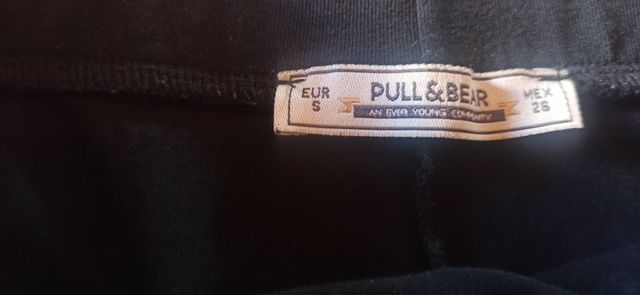 EUR
S
PULL&BEAR
AN EVER YOUNG COMPANY
MEX
26